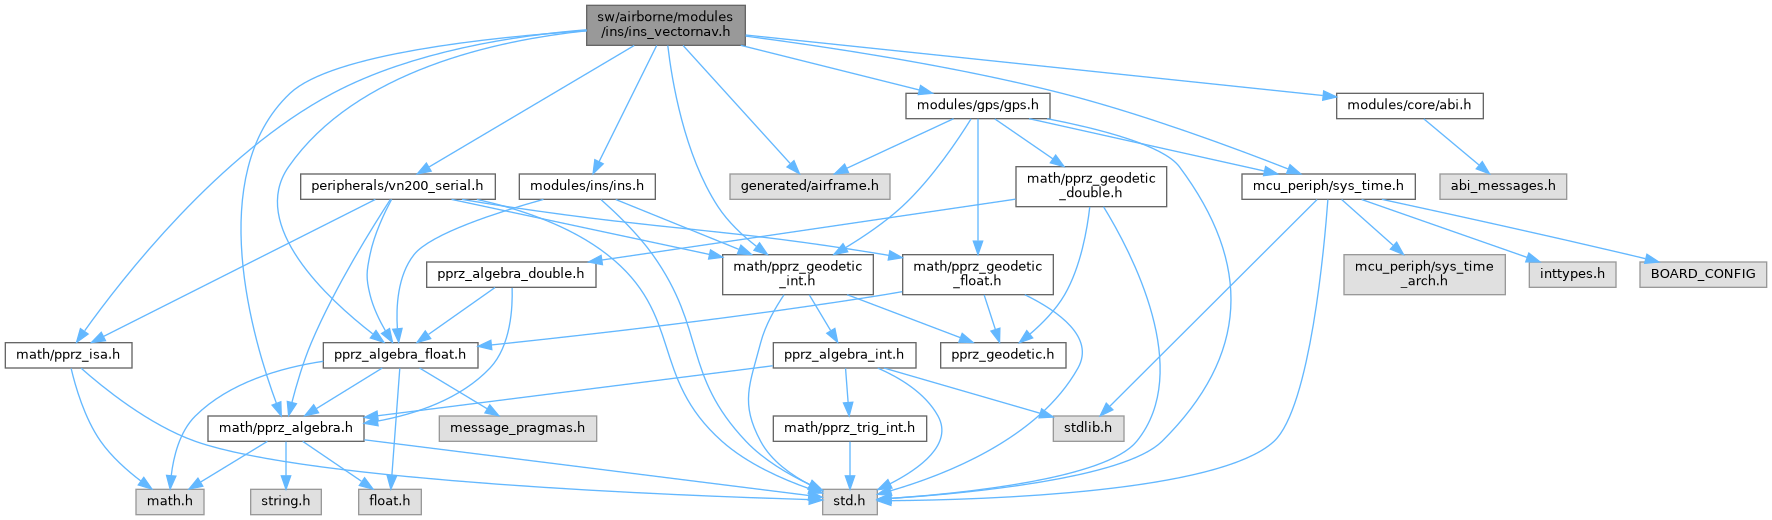 sw/airborne/modules
/ins/ins_vectornav.h
modules/gps/gps.h
modules/core/abi.h
peripherals/vn200_serial.h
modules/ins/ins.h
generated/airframe.h
math/pprz_geodetic
_double.h
mcu_periph/sys_time.h
abi_messages.h
pprz_algebra_double.h
math/pprz_geodetic
_int.h
math/pprz_geodetic
_float.h
mcu_periph/sys_time
_arch.h
inttypes.h
BOARD_CONFIG
math/pprz_isa.h
pprz_algebra_float.h
pprz_algebra_int.h
pprz_geodetic.h
math/pprz_algebra.h
message_pragmas.h
math/pprz_trig_int.h
stdlib.h
math.h
string.h
float.h
std.h